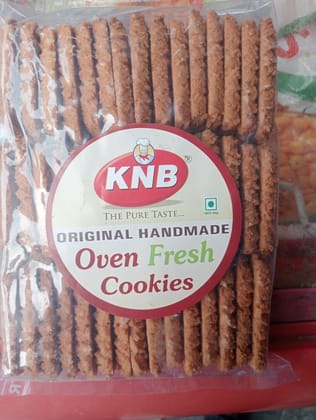 KNB
THE PURE TASTE...
ORIGINAL HANDMADE
Oven Fresh
Cookies